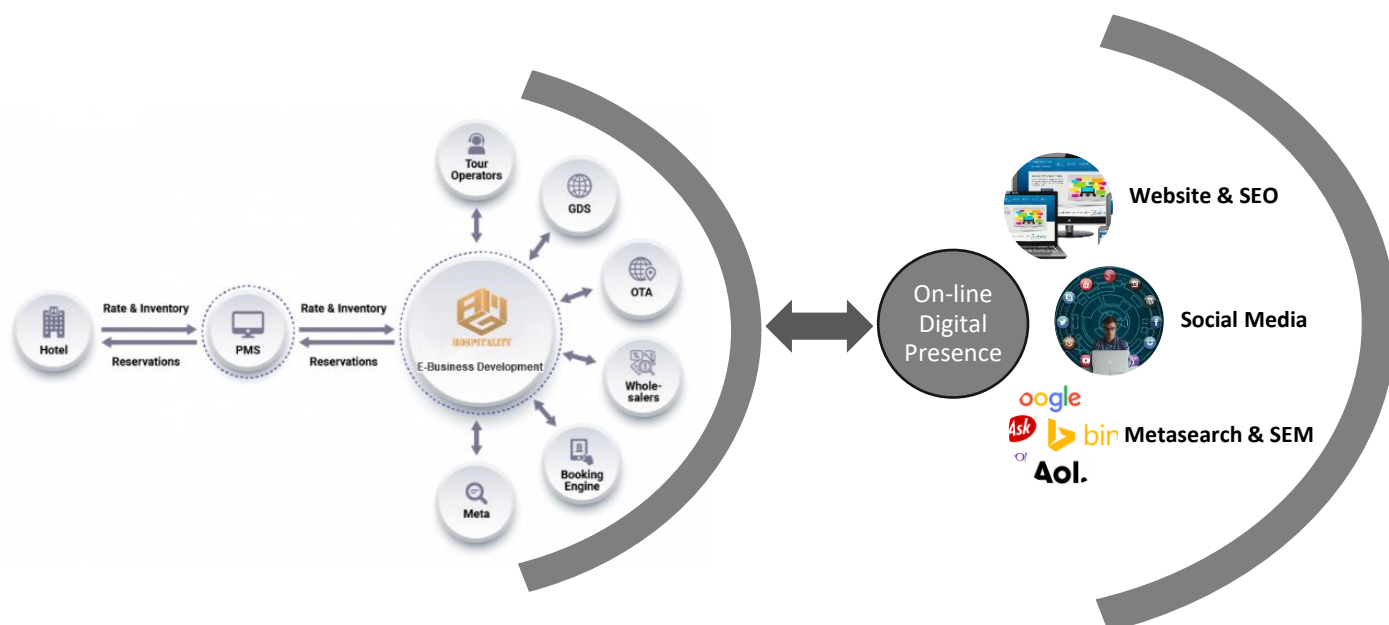 Tour
Operators
GDS
OTA
Whole-
salers
Booking
Engine
Meta
Hotel
Rate & Inventory
Reservations
PMS
Rate & Inventory
Reservations
HOSPITALITY
E-Business Development
On-line
Digital
Presence
Website & SEO
Social Media
oogle
Ask
bin
O!
Aol.
Metasearch & SEM